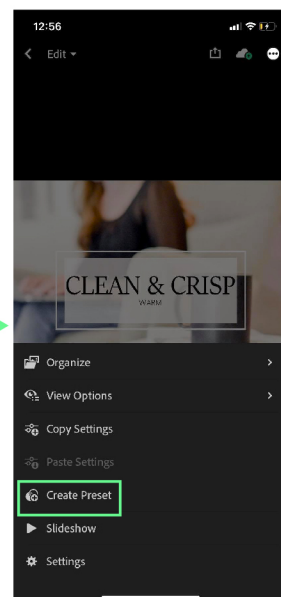 12:56
Edit
CLEAN & CRISP
WARM
Organize
View Options
Copy Settings
Paste Settings
Create Preset
Slideshow
Settings